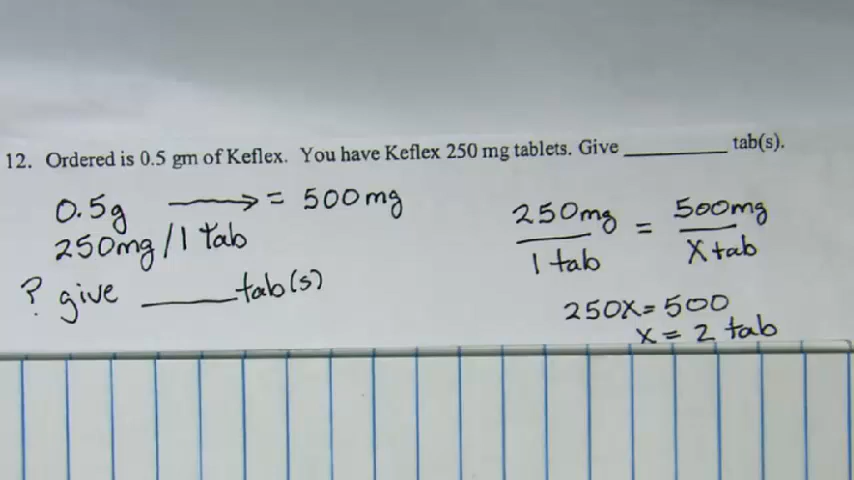 12. Ordered is 0.5 gm of Keflex. You have Keflex 250 mg tablets. Give __________ tab(s).
0.5g ⟶ = 500mg
250mg/1 tab
? give ______ tab(s)
250mg = 500mg
1 tab X tab
250X = 500
X = 2 tab